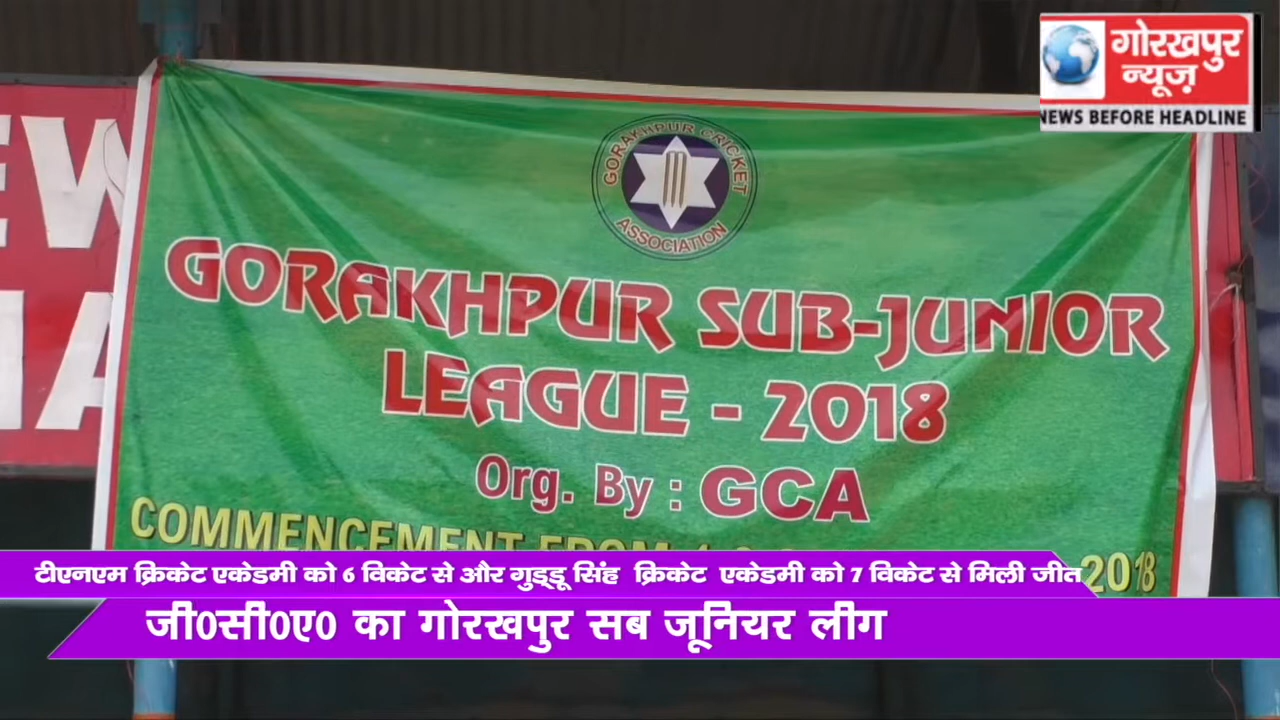 गोरखपुर
न्यूज़
NEWS BEFORE HEADLINE
GORAKHPUR CRICKET
ASSOCIATION
GORAKHPUR SUB-JUNIOR
LEAGUE - 2018
Org. By : GCA
COMMENCEMENT FROM
2018
टीएनएम क्रिकेट एकेडमी को 6 विकेट से और गुड्डू सिंह क्रिकेट एकेडमी को 7 विकेट से मिली जीत
जी0सी0ए0 का गोरखपुर सब जूनियर लीग